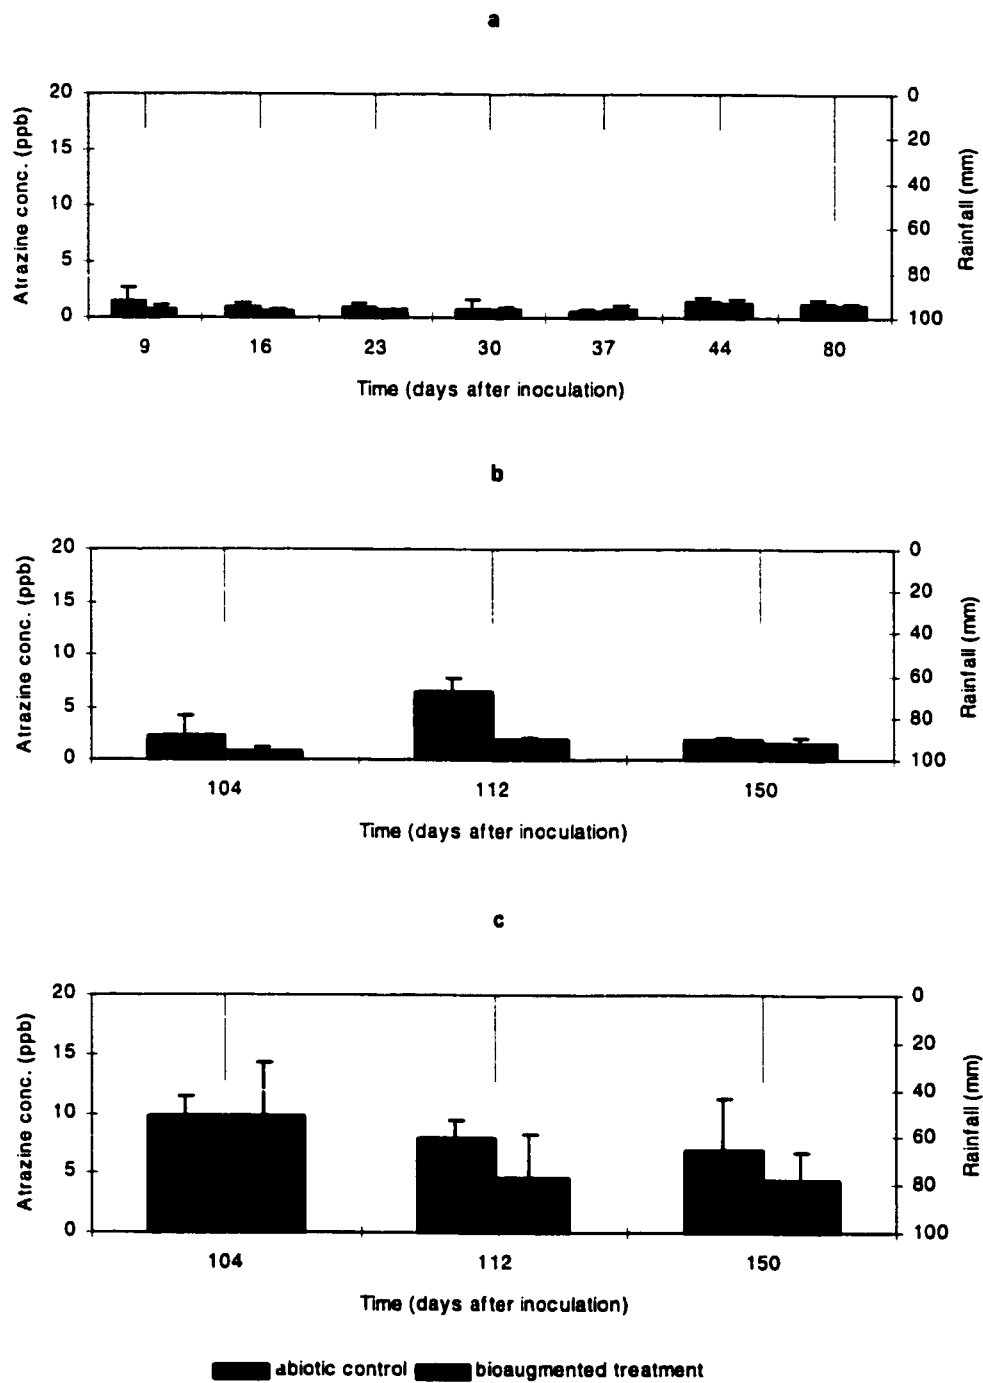 a
20 0
15 20
10 40
5 60
80
0 100
Atrazine conc. (ppb)
Rainfall (mm)
9 16 23 30 37 44 80
Time (days after inoculation)
b
20 0
15 20
10 40
5 60
80
0 100
Atrazine conc. (ppb)
Rainfall (mm)
104 112 150
Time (days after inoculation)
c
20 0
15 20
10 40
5 60
80
0 100
Atrazine conc. (ppb)
Rainfall (mm)
104 112 150
Time (days after inoculation)
abiotic control bioaugmented treatment